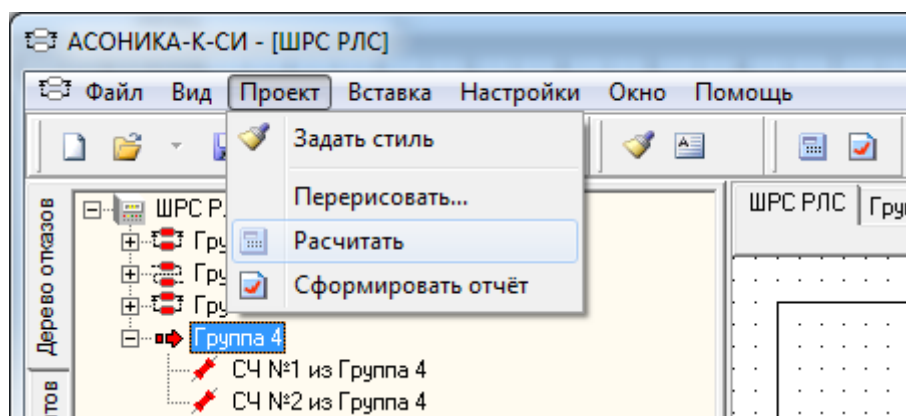 АСОНИКА-К-СИ - [ШРС РЛС]
Файл Вид Проект Вставка Настройки Окно Помощь
Задать стиль
Перерисовать...
Расчитать
Сформировать отчёт
Дерево отказов
ШРС РЛС
Группа 4
СЧ №1 из Группа 4
СЧ №2 из Группа 4